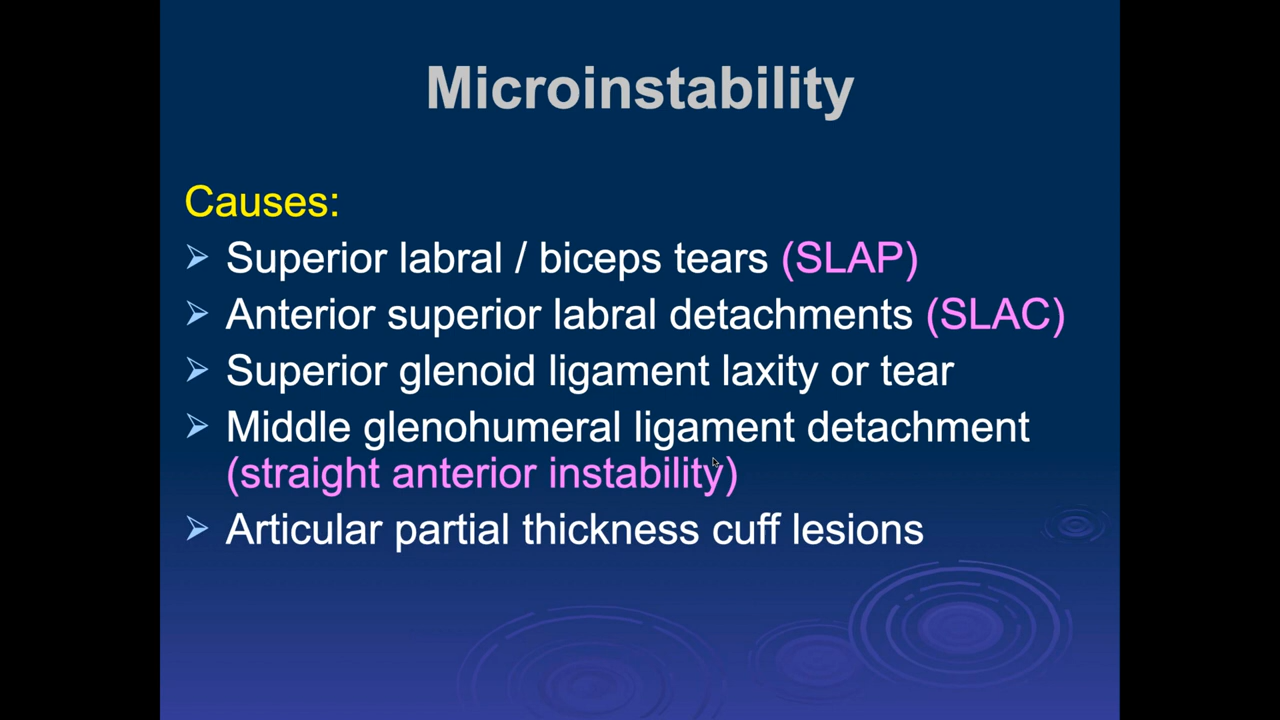 Microinstability
Causes:
➢ Superior labral / biceps tears (SLAP)
➢ Anterior superior labral detachments (SLAC)
➢ Superior glenoid ligament laxity or tear
➢ Middle glenohumeral ligament detachment
(straight anterior instability)
➢ Articular partial thickness cuff lesions